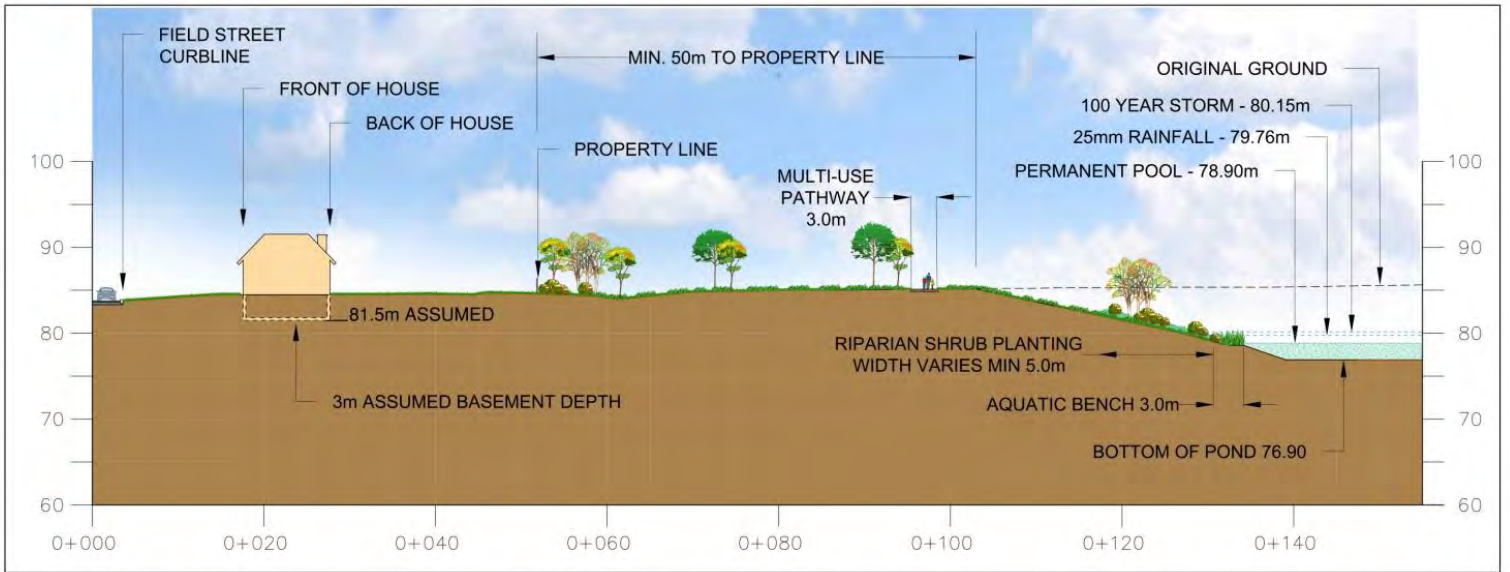 FIELD STREET
CURBLINE
MIN. 50m TO PROPERTY LINE
ORIGINAL GROUND
FRONT OF HOUSE
100 YEAR STORM - 80.15m
BACK OF HOUSE
25mm RAINFALL - 79.76m
PROPERTY LINE
PERMANENT POOL - 78.90m
MULTI-USE
PATHWAY
3.0m
100
100
90
90
81.5m ASSUMED
80
80
RIPARIAN SHRUB PLANTING
WIDTH VARIES MIN 5.0m
3m ASSUMED BASEMENT DEPTH
AQUATIC BENCH 3.0m
70
70
BOTTOM OF POND 76.90
60
60
0+000
0+020
0+040
0+060
0+080
0+100
0+120
0+140